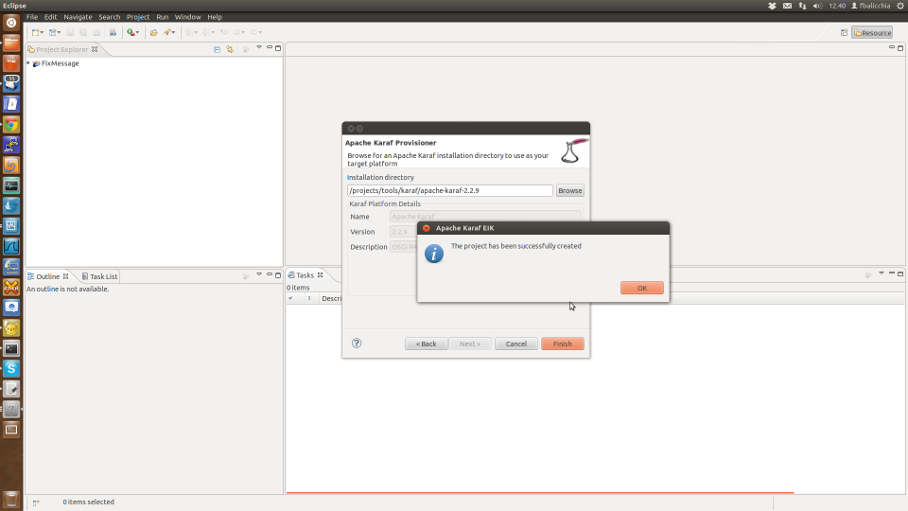 Eclipse
12.40
fbalicchia
File Edit Navigate Search Project Run Window Help
Resource
Project Explorer
FixMessage
Apache Karaf Provisioner
Browse for an Apache Karaf installation directory to use as your
target platform
Installation directory
/projects/tools/karaf/apache-karaf-2.2.9
Browse
Karaf Platform Details
Name
Apache Karaf
Version
2.2.9
Description
Apache Karaf EIK
The project has been successfully created
OK
< Back
Next >
Cancel
Finish
Outline
Task List
An outline is not available.
Tasks
0 items
!
Descri
0 items selected